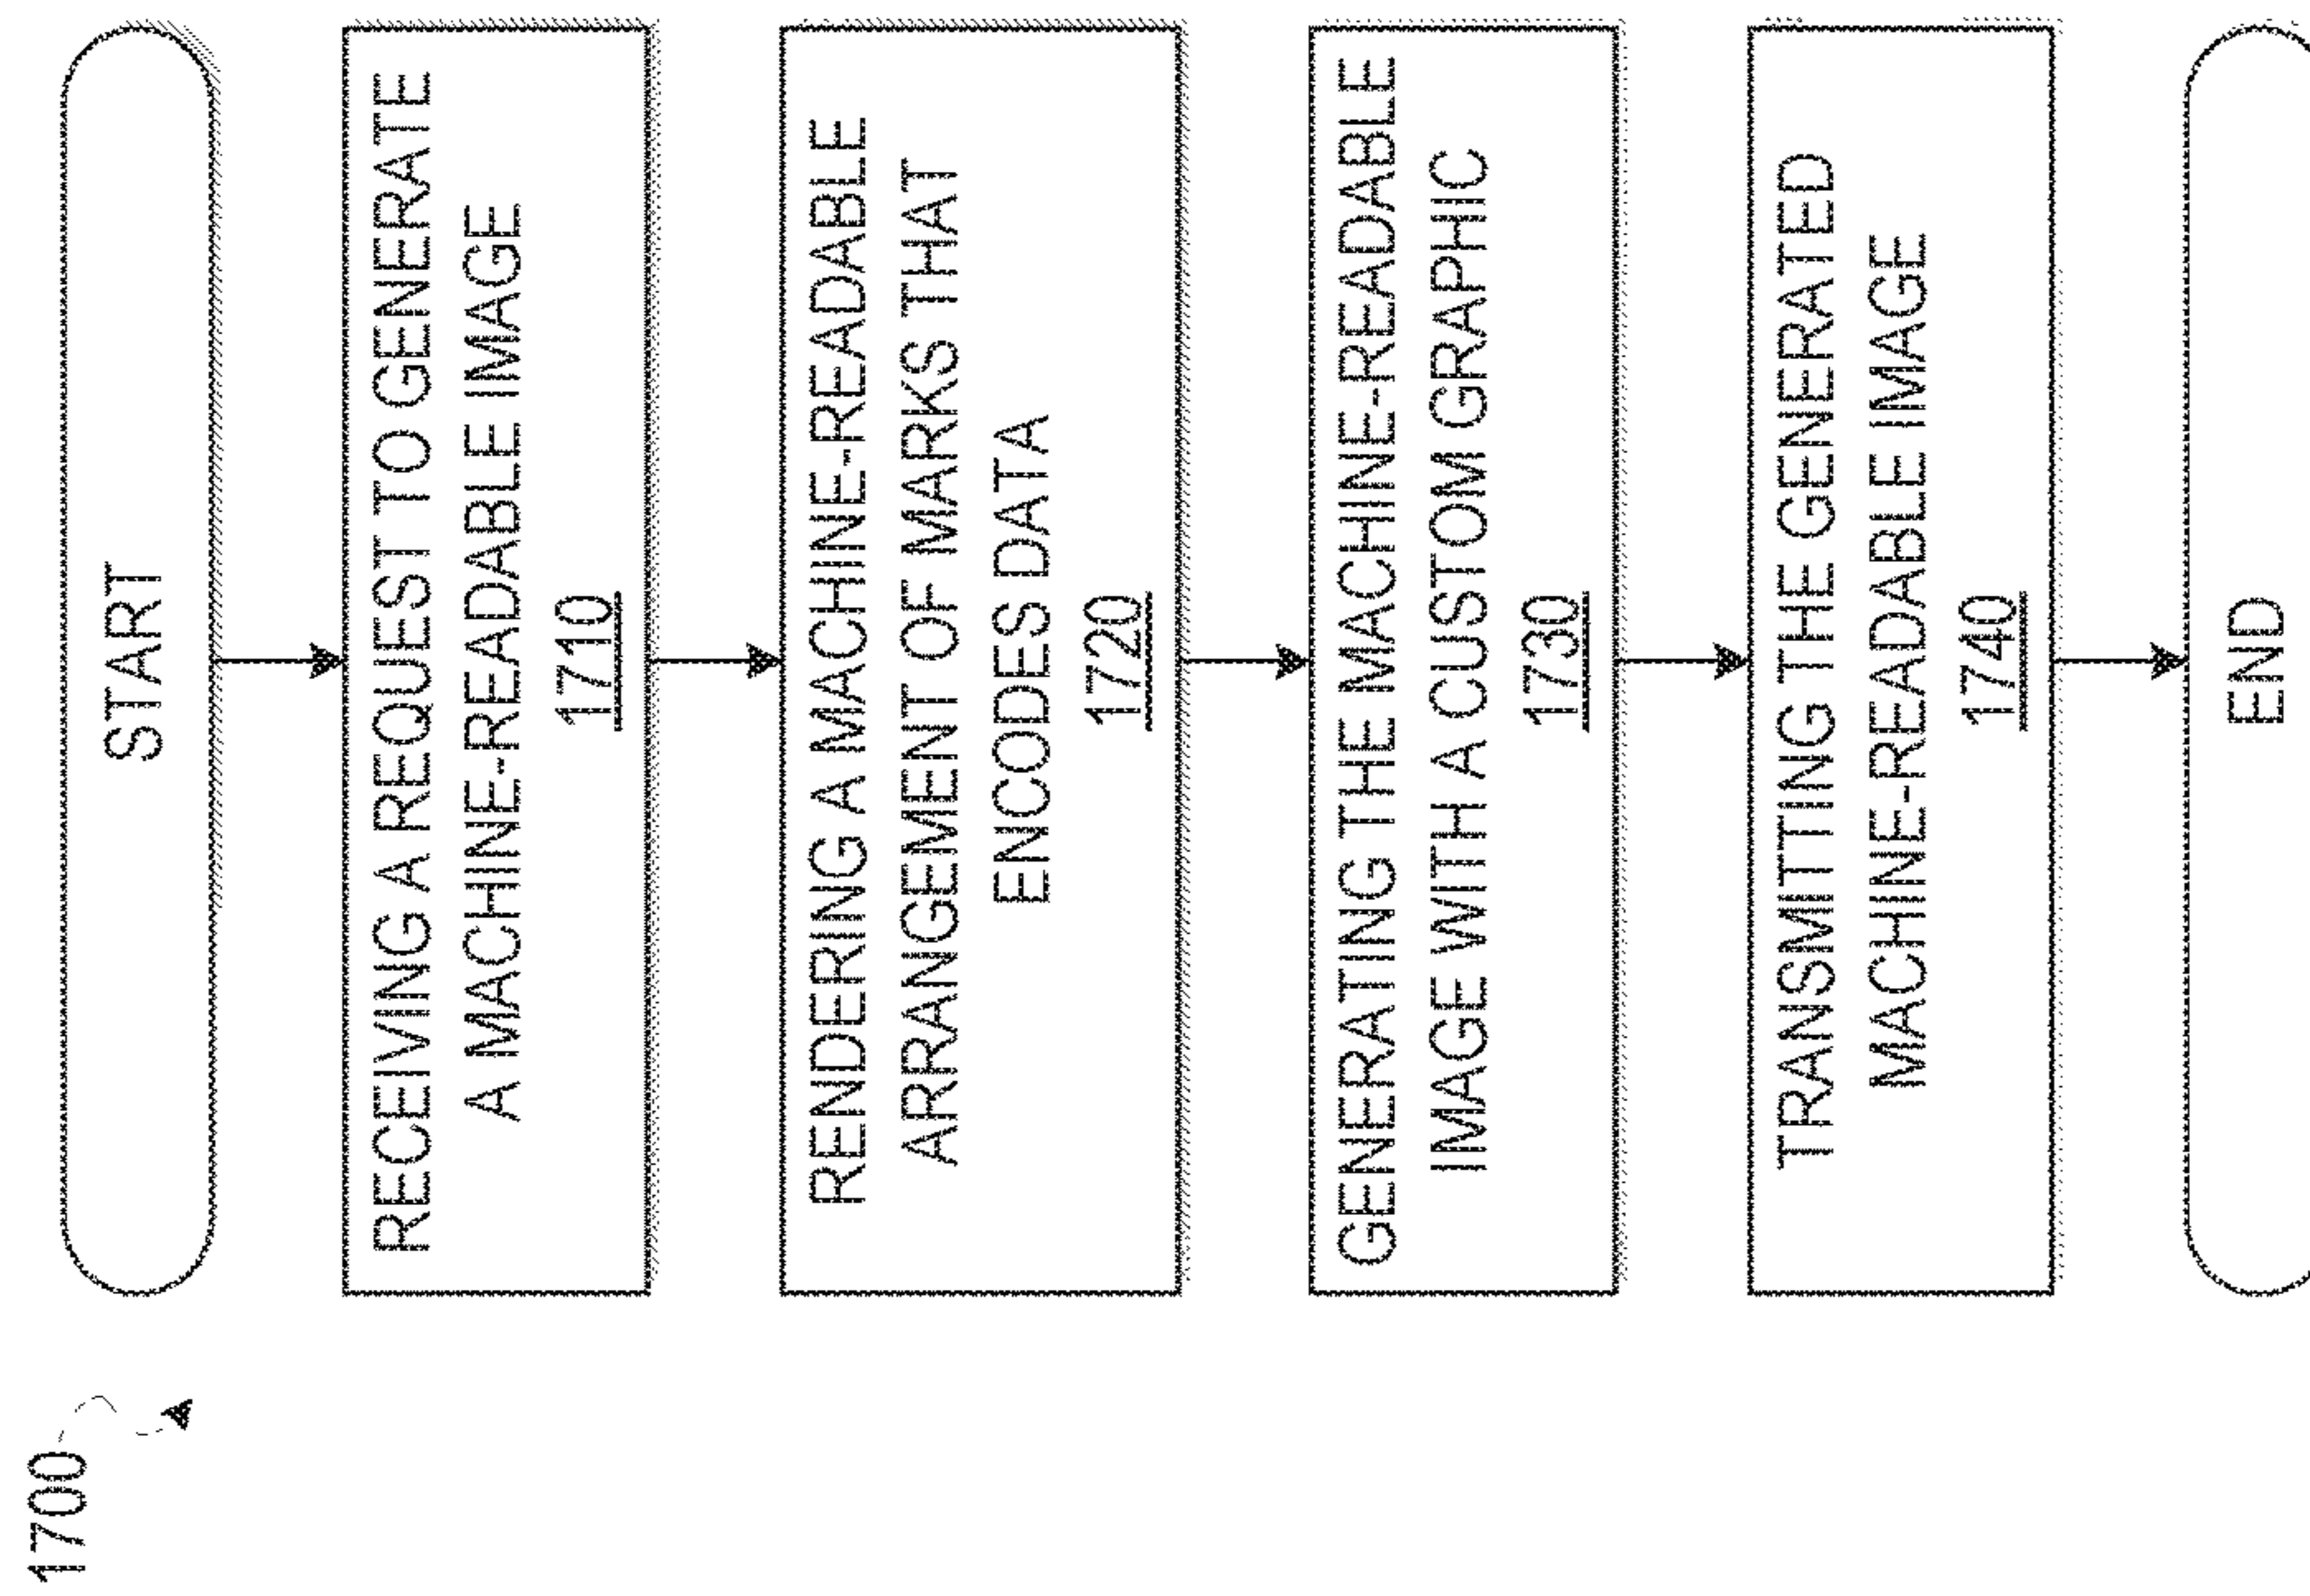 1700
START
RECEIVING A REQUEST TO GENERATE
A MACHINE-READABLE IMAGE
1710
RENDERING A MACHINE-READABLE
ARRANGEMENT OF MARKS THAT
ENCODES DATA
1720
GENERATING THE MACHINE-READABLE
IMAGE WITH A CUSTOM GRAPHIC
1730
TRANSMITTING THE GENERATED
MACHINE-READABLE IMAGE
1740
END